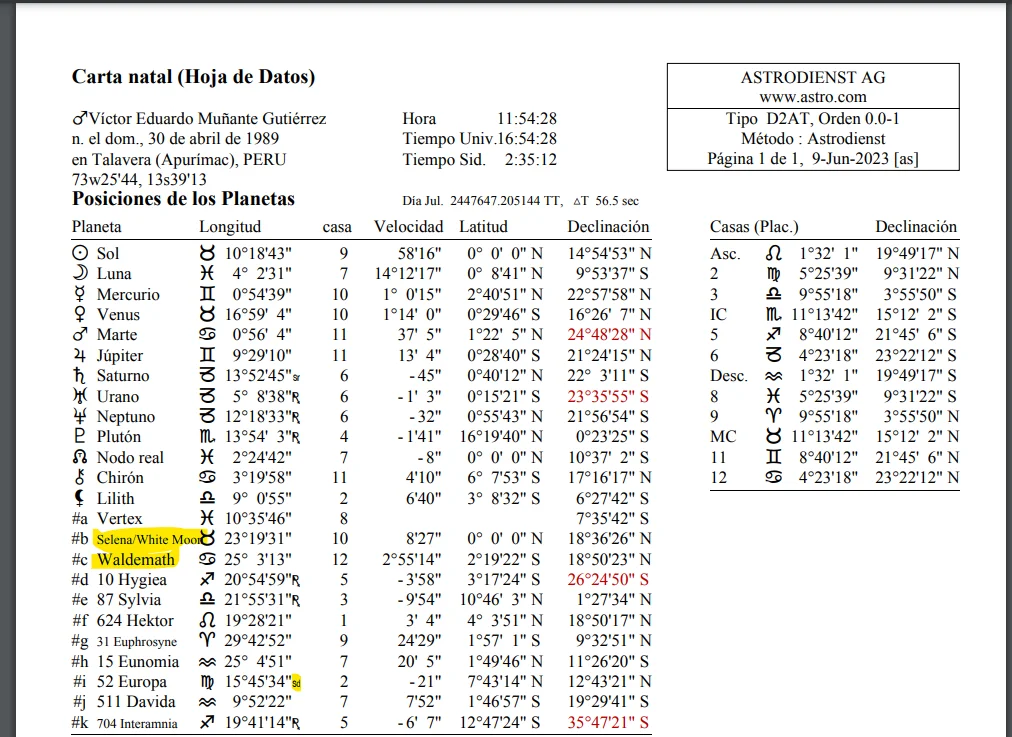 Carta natal (Hoja de Datos)
ASTRODIENST AG
www.astro.com
Tipo D2AT, Orden 0.0-1
Método : Astrodienst
Página 1 de 1, 9-Jun-2023 [as]
♂Víctor Eduardo Muñante Gutiérrez
n. el dom., 30 de abril de 1989
en Talavera (Apurímac), PERU
73w25'44, 13s39'13
Hora 11:54:28
Tiempo Univ.16:54:28
Tiempo Sid. 2:35:12
Posiciones de los Planetas Día Jul. 2447647.205144 TT, △T 56.5 sec
Planeta Longitud casa Velocidad Latitud Declinación
☉ Sol ♉ 10°18'43" 9 58'16" 0° 0' 0" N 14°54'53" N
☽ Luna ♓ 4° 2'31" 7 14°12'17" 0° 8'41" N 9°53'37" S
☿ Mercurio ♊ 0°54'39" 10 1° 0'15" 2°40'51" N 22°57'58" N
♀ Venus ♉ 16°59' 4" 10 1°14' 0" 0°29'46" S 16°26' 7" N
♂ Marte ♋ 0°56' 4" 11 37' 5" 1°22' 5" N 24°48'28" N
♃ Júpiter ♊ 9°29'10" 11 13' 4" 0°28'40" S 21°24'15" N
♄ Saturno ♑ 13°52'45"Sr 6 -45" 0°40'12" N 22° 3'11" S
♅ Urano ♑ 5° 8'38"℞ 6 -1' 3" 0°15'21" S 23°35'55" S
♆ Neptuno ♑ 12°18'33"℞ 6 -32" 0°55'43" N 21°56'54" S
♇ Plutón ♏ 13°54' 3"℞ 4 -1'41" 16°19'40" N 0°23'25" S
☊ Nodo real ♓ 2°24'42" 7 -8" 0° 0' 0" N 10°37' 2" S
⚷ Chirón ♋ 3°19'58" 11 4'10" 6° 7'53" S 17°16'17" N
⚸ Lilith ♎ 9° 0'55" 2 6'40" 3° 8'32" S 6°27'42" S
#a Vertex ♓ 10°35'46" 8 7°35'42" S
#b Selena/White Moon ♉ 23°19'31" 10 8'27" 0° 0' 0" N 18°36'26" N
#c Waldemath ♋ 25° 3'13" 12 2°55'14" 2°19'22" S 18°50'23" N
#d 10 Hygiea ♐ 20°54'59"℞ 5 -3'58" 3°17'24" S 26°24'50" S
#e 87 Sylvia ♎ 21°55'31"℞ 3 -9'54" 10°46' 3" N 1°27'34" N
#f 624 Hektor ♌ 19°28'21" 1 3' 4" 4° 3'51" N 18°50'17" N
#g 31 Euphrosyne ♈ 29°42'52" 9 24'29" 1°57' 1" S 9°32'51" N
#h 15 Eunomia ♒ 25° 4'51" 7 20' 5" 1°49'46" N 11°26'20" S
#i 52 Europa ♍ 15°45'34"Sd 2 -21" 7°43'14" N 12°43'21" N
#j 511 Davida ♒ 9°52'22" 7 7'52" 1°46'57" S 19°29'41" S
#k 704 Interamnia ♐ 19°41'14"℞ 5 -6' 7" 12°47'24" S 35°47'21" S
Casas (Plac.) Declinación
Asc. ♌ 1°32' 1" 19°49'17" N
2 ♍ 5°25'39" 9°31'22" N
3 ♎ 9°55'18" 3°55'50" S
IC ♏ 11°13'42" 15°12' 2" S
5 ♐ 8°40'12" 21°45' 6" S
6 ♑ 4°23'18" 23°22'12" S
Desc. ♒ 1°32' 1" 19°49'17" S
8 ♓ 5°25'39" 9°31'22" S
9 ♈ 9°55'18" 3°55'50" N
MC ♉ 11°13'42" 15°12' 2" N
11 ♊ 8°40'12" 21°45' 6" N
12 ♋ 4°23'18" 23°22'12" N